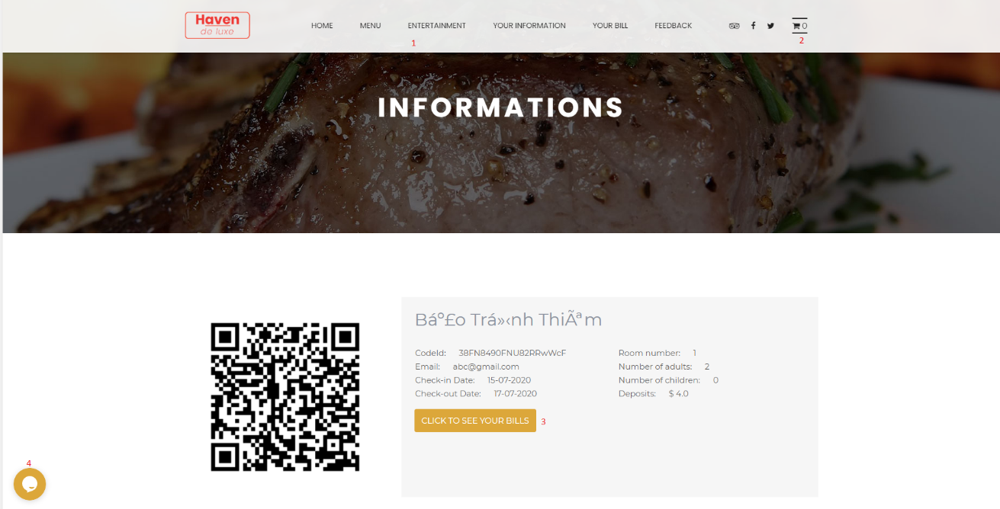 Haven
de luxe
HOME MENU ENTERTAINMENT YOUR INFORMATION YOUR BILL FEEDBACK 0
1
2
INFORMATIONS
Báº£o Trá»‹nh ThiÃªm
CodeId: 38FN8490FNU82RRwWcF
Room number: 1
Email: abc@gmail.com
Number of adults: 2
Check-in Date: 15-07-2020
Number of children: 0
Check-out Date: 17-07-2020
Deposits: $ 4.0
CLICK TO SEE YOUR BILLS 3
4